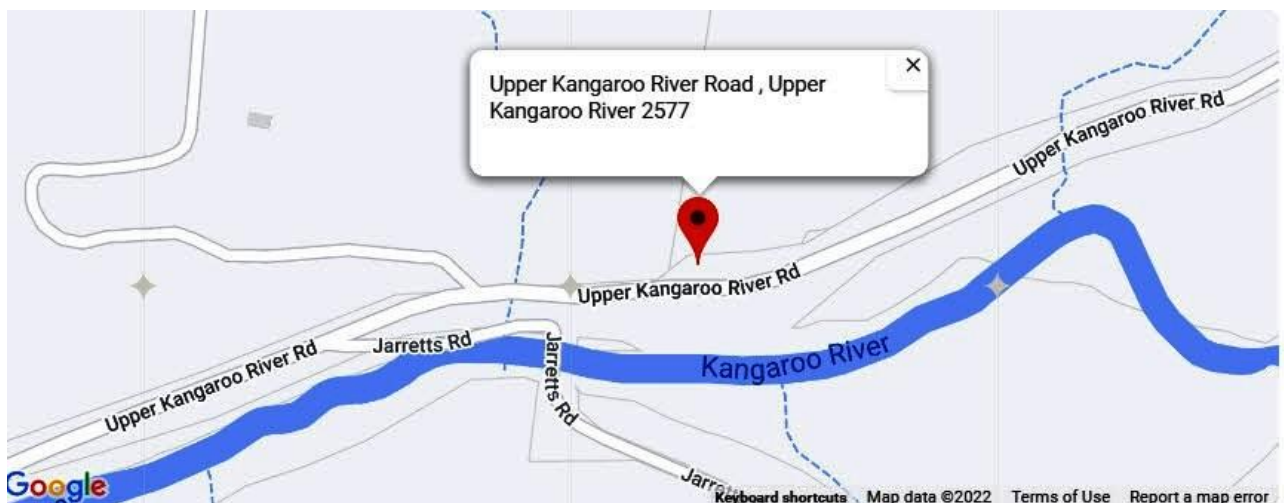 Upper Kangaroo River Road , Upper
Kangaroo River 2577
Upper Kangaroo River Rd
Upper Kangaroo River Rd
Upper Kangaroo River Rd
Jarretts Rd
Jarretts Rd
Kangaroo River
Google
Keyboard shortcuts
Map data ©2022
Terms of Use
Report a map error